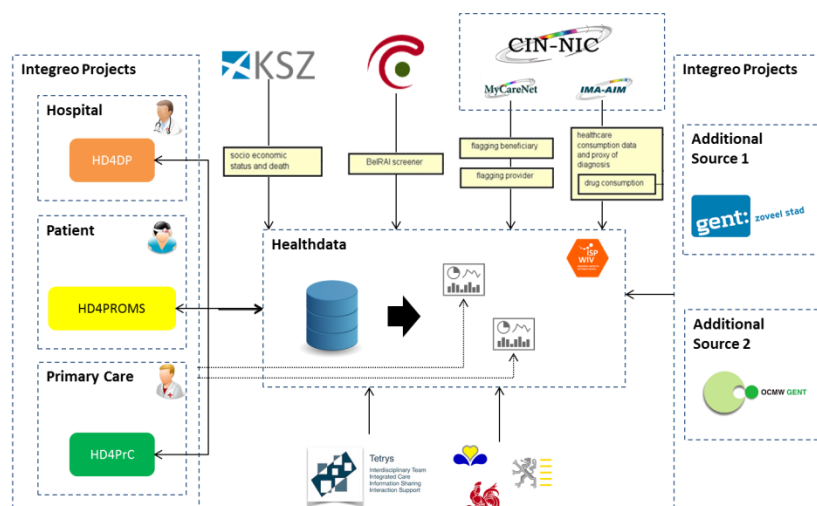 Integreo Projects
Hospital
HD4DP
Patient
HD4PROMS
Primary Care
HD4PrC
KSZ
socio economic
status and death
BelRAI screener
CIN-NIC
MyCareNet
IMA-AIM
flagging beneficiary
flagging provider
healthcare
consumption data
and proxy of
diagnosis
drug consumption
Healthdata
ISP
WIV
Tetrys
Interdisciplinary Team
Integrated Care
Information Sharing
Interaction Support
Integreo Projects
Additional
Source 1
gent:
zoveel stad
Additional
Source 2
OCMW GENT